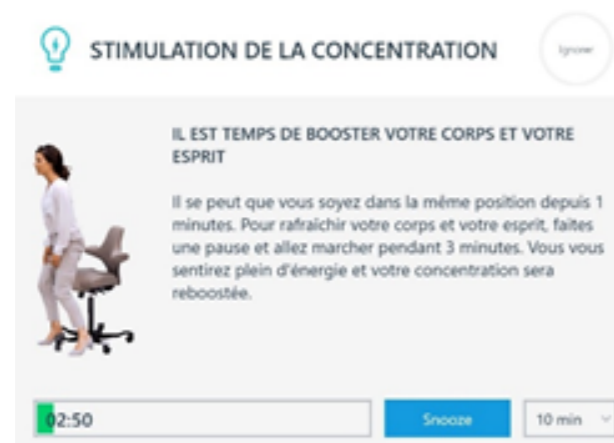 STIMULATION DE LA CONCENTRATION
Ignorer
IL EST TEMPS DE BOOSTER VOTRE CORPS ET VOTRE
ESPRIT
Il se peut que vous soyez dans la même position depuis 1
minutes. Pour rafraichir votre corps et votre esprit, faites
une pause et allez marcher pendant 3 minutes. Vous vous
sentirez plein d'énergie et votre concentration sera
reboostée.
02:50
Snooze
10 min